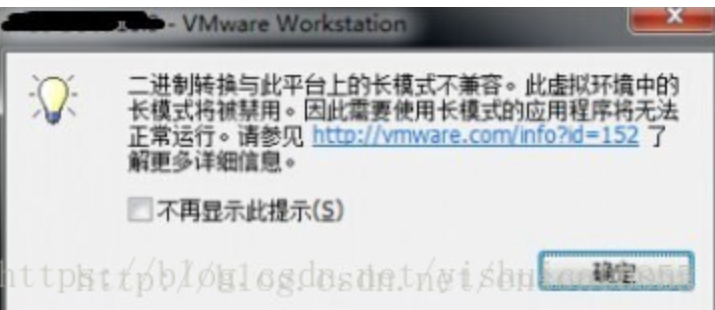 - VMware Workstation
二进制转换与此平台上的长模式不兼容。此虚拟环境中的
长模式将被禁用。因此需要使用长模式的应用程序将无法
正常运行。请参见 http://vmware.com/info?id=152 了
解更多详细信息。
不再显示此提示(S)
确定